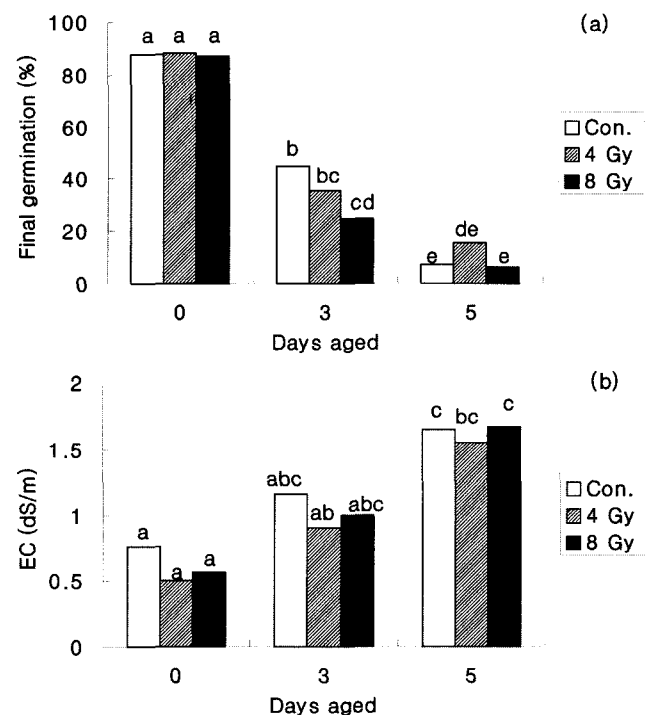 (a)
100
80
60
40
20
0
Final germination (%)
a a a
b bc cd
e de e
0 3 5
Days aged
Con.
4 Gy
8 Gy
(b)
2
1.5
1
0.5
0
EC (dS/m)
a a a
abc ab abc
c bc c
0 3 5
Days aged
Con.
4 Gy
8 Gy